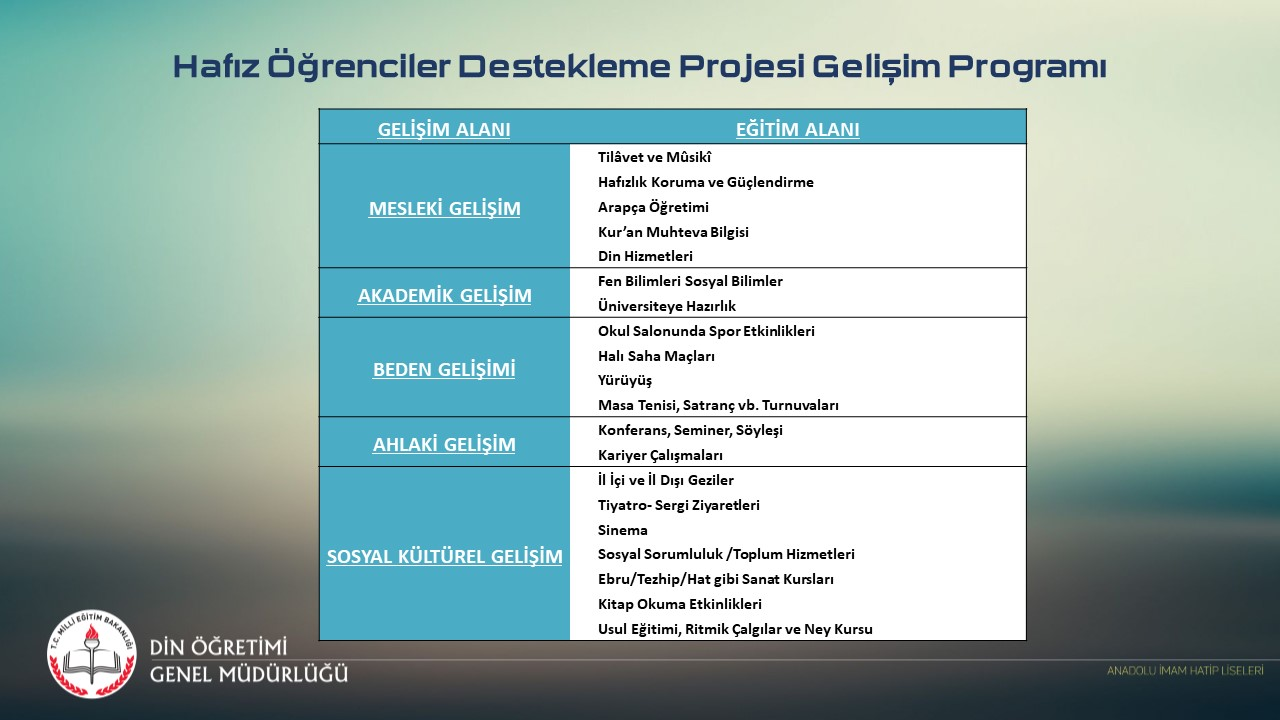 Hafız Öğrenciler Destekleme Projesi Gelişim Programı
GELİŞİM ALANI
EĞİTİM ALANI
MESLEKİ GELİŞİM
Tilâvet ve Mûsikî
Hafızlık Koruma ve Güçlendirme
Arapça Öğretimi
Kur’an Muhteva Bilgisi
Din Hizmetleri
AKADEMİK GELİŞİM
Fen Bilimleri Sosyal Bilimler
Üniversiteye Hazırlık
BEDEN GELİŞİMİ
Okul Salonunda Spor Etkinlikleri
Halı Saha Maçları
Yürüyüş
Masa Tenisi, Satranç vb. Turnuvaları
AHLAKİ GELİŞİM
Konferans, Seminer, Söyleşi
Kariyer Çalışmaları
SOSYAL KÜLTÜREL GELİŞİM
İl İçi ve İl Dışı Geziler
Tiyatro- Sergi Ziyaretleri
Sinema
Sosyal Sorumluluk /Toplum Hizmetleri
Ebru/Tezhip/Hat gibi Sanat Kursları
Kitap Okuma Etkinlikleri
Usul Eğitimi, Ritmik Çalgılar ve Ney Kursu
T.C. MİLLİ EĞİTİM BAKANLIĞI
DİN ÖĞRETİMİ
GENEL MÜDÜRLÜĞÜ
ANADOLU İMAM HATİP LİSELERİ